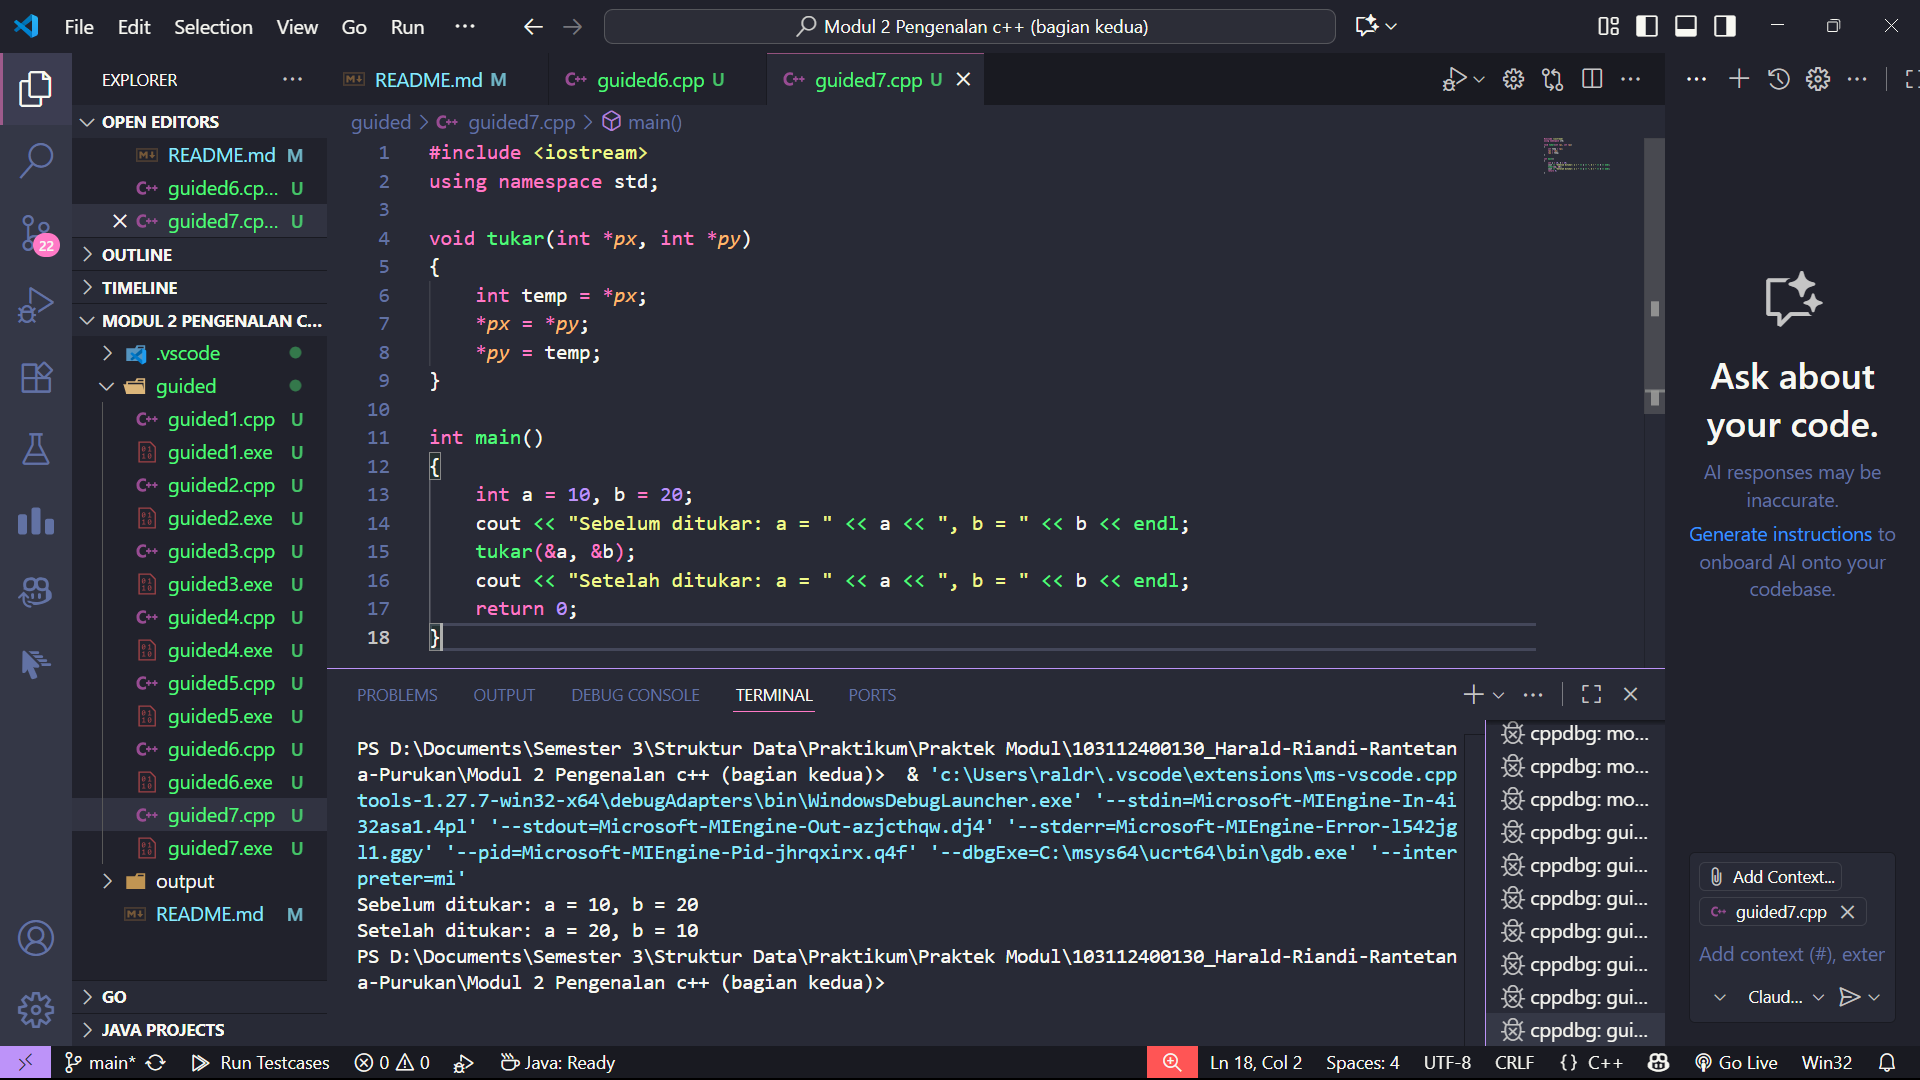 File Edit Selection View Go Run ···
Modul 2 Pengenalan c++ (bagian kedua)
EXPLORER
OPEN EDITORS
README.md M
guided6.cp... U
guided7.cp... U
OUTLINE
TIMELINE
MODUL 2 PENGENALAN C...
.vscode
guided
guided1.cpp U
guided1.exe U
guided2.cpp U
guided2.exe U
guided3.cpp U
guided3.exe U
guided4.cpp U
guided4.exe U
guided5.cpp U
guided5.exe U
guided6.cpp U
guided6.exe U
guided7.cpp U
guided7.exe U
output
README.md M
GO
JAVA PROJECTS
22
README.md M
guided6.cpp U
guided7.cpp U
guided > guided7.cpp > main()
1 #include <iostream>
2 using namespace std;
3
4 void tukar(int *px, int *py)
5 {
6     int temp = *px;
7     *px = *py;
8     *py = temp;
9 }
10
11 int main()
12 {
13     int a = 10, b = 20;
14     cout << "Sebelum ditukar: a = " << a << ", b = " << b << endl;
15     tukar(&a, &b);
16     cout << "Setelah ditukar: a = " << a << ", b = " << b << endl;
17     return 0;
18 }
PROBLEMS OUTPUT DEBUG CONSOLE TERMINAL PORTS
PS D:\Documents\Semester 3\Struktur Data\Praktikum\Praktek Modul\103112400130_Harald-Riandi-Rantetan
a-Purukan\Modul 2 Pengenalan c++ (bagian kedua)>  & 'c:\Users\raldr\.vscode\extensions\ms-vscode.cpp
tools-1.27.7-win32-x64\debugAdapters\bin\WindowsDebugLauncher.exe' '--stdin=Microsoft-MIEngine-In-4i
32asa1.4pl' '--stdout=Microsoft-MIEngine-Out-azjcthqw.dj4' '--stderr=Microsoft-MIEngine-Error-l542jg
l1.ggy' '--pid=Microsoft-MIEngine-Pid-jhrqxirx.q4f' '--dbgExe=C:\msys64\ucrt64\bin\gdb.exe' '--inter
preter=mi'
Sebelum ditukar: a = 10, b = 20
Setelah ditukar: a = 20, b = 10
PS D:\Documents\Semester 3\Struktur Data\Praktikum\Praktek Modul\103112400130_Harald-Riandi-Rantetan
a-Purukan\Modul 2 Pengenalan c++ (bagian kedua)>
cppdbg: mo...
cppdbg: mo...
cppdbg: mo...
cppdbg: gui...
cppdbg: gui...
cppdbg: gui...
cppdbg: gui...
cppdbg: gui...
cppdbg: gui...
cppdbg: gui...
Ask about
your code.
AI responses may be
inaccurate.
Generate instructions to
onboard AI onto your
codebase.
Add Context...
guided7.cpp
Add context (#), exter
Claud...
main* Run Testcases 0 0 Java: Ready
Ln 18, Col 2 Spaces: 4 UTF-8 CRLF {} C++ Go Live Win32